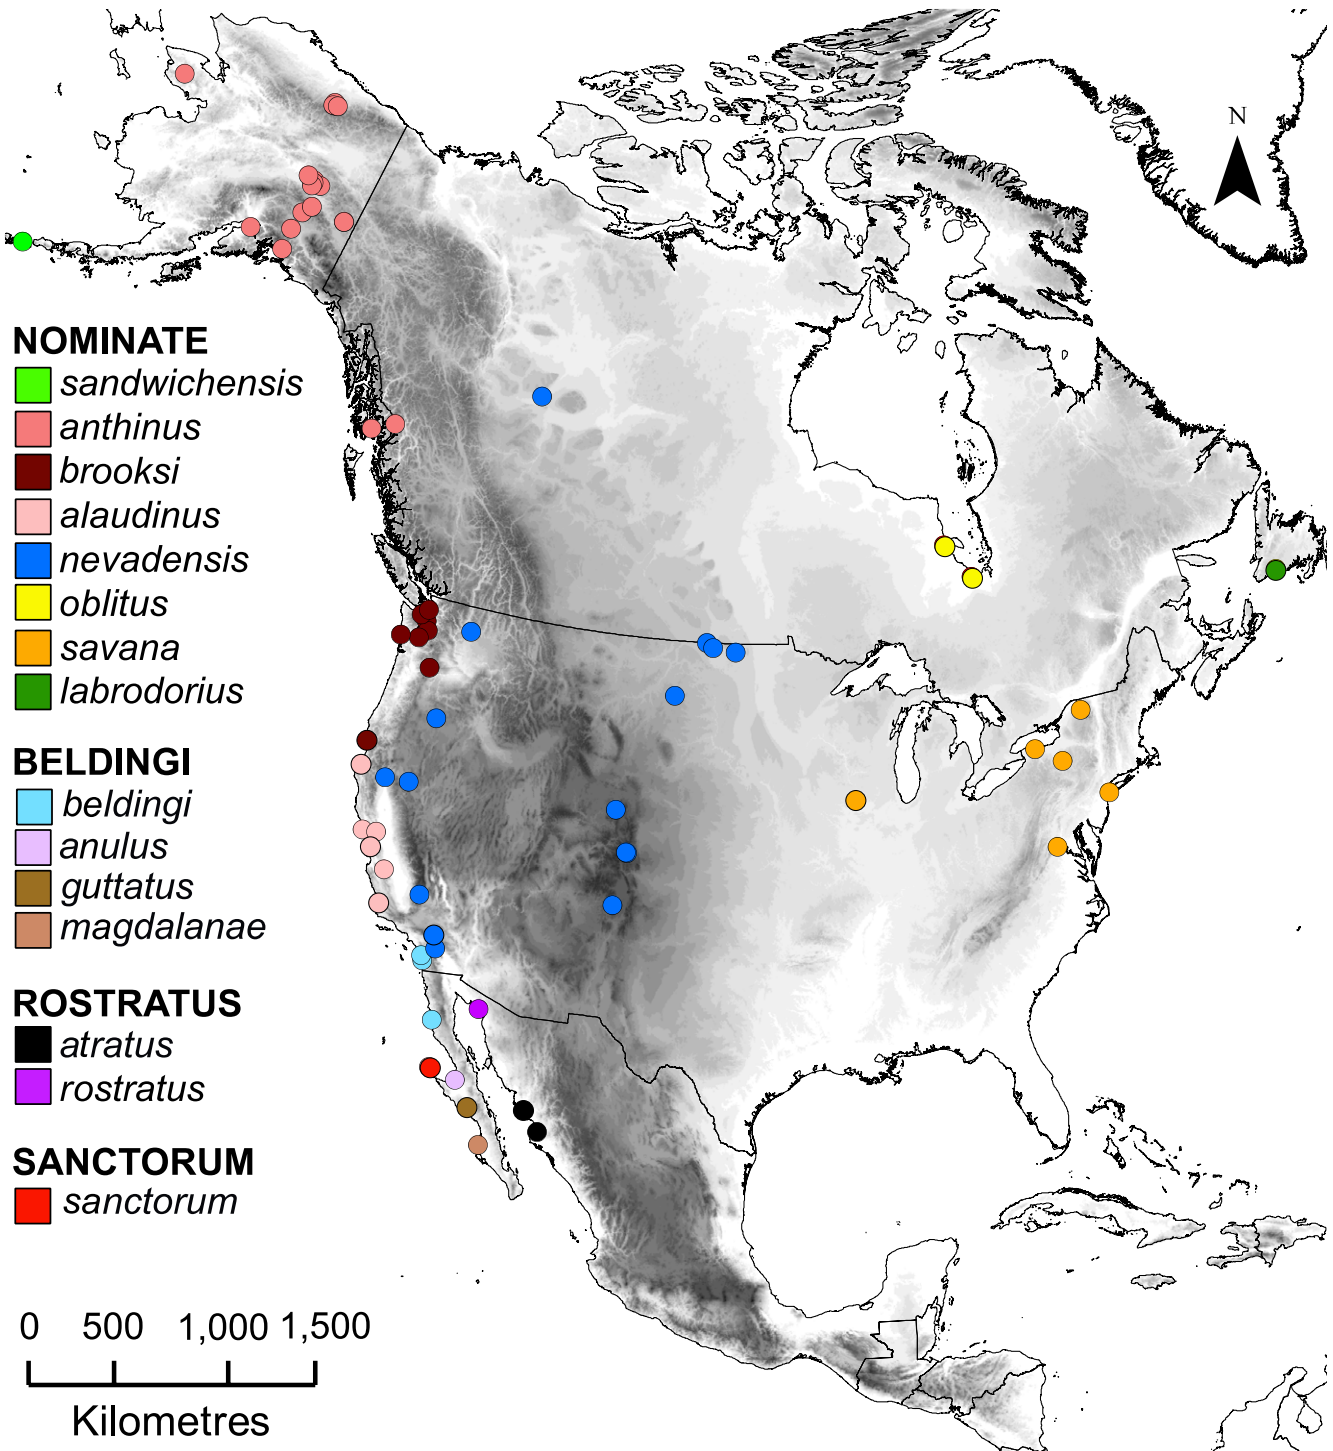 N
NOMINATE
sandwichensis
anthinus
brooksi
alaudinus
nevadensis
oblitus
savana
labrodorius
BELDINGI
beldingi
anulus
guttatus
magdalanae
ROSTRATUS
atratus
rostratus
SANCTORUM
sanctorum
0 500 1,000 1,500
Kilometres